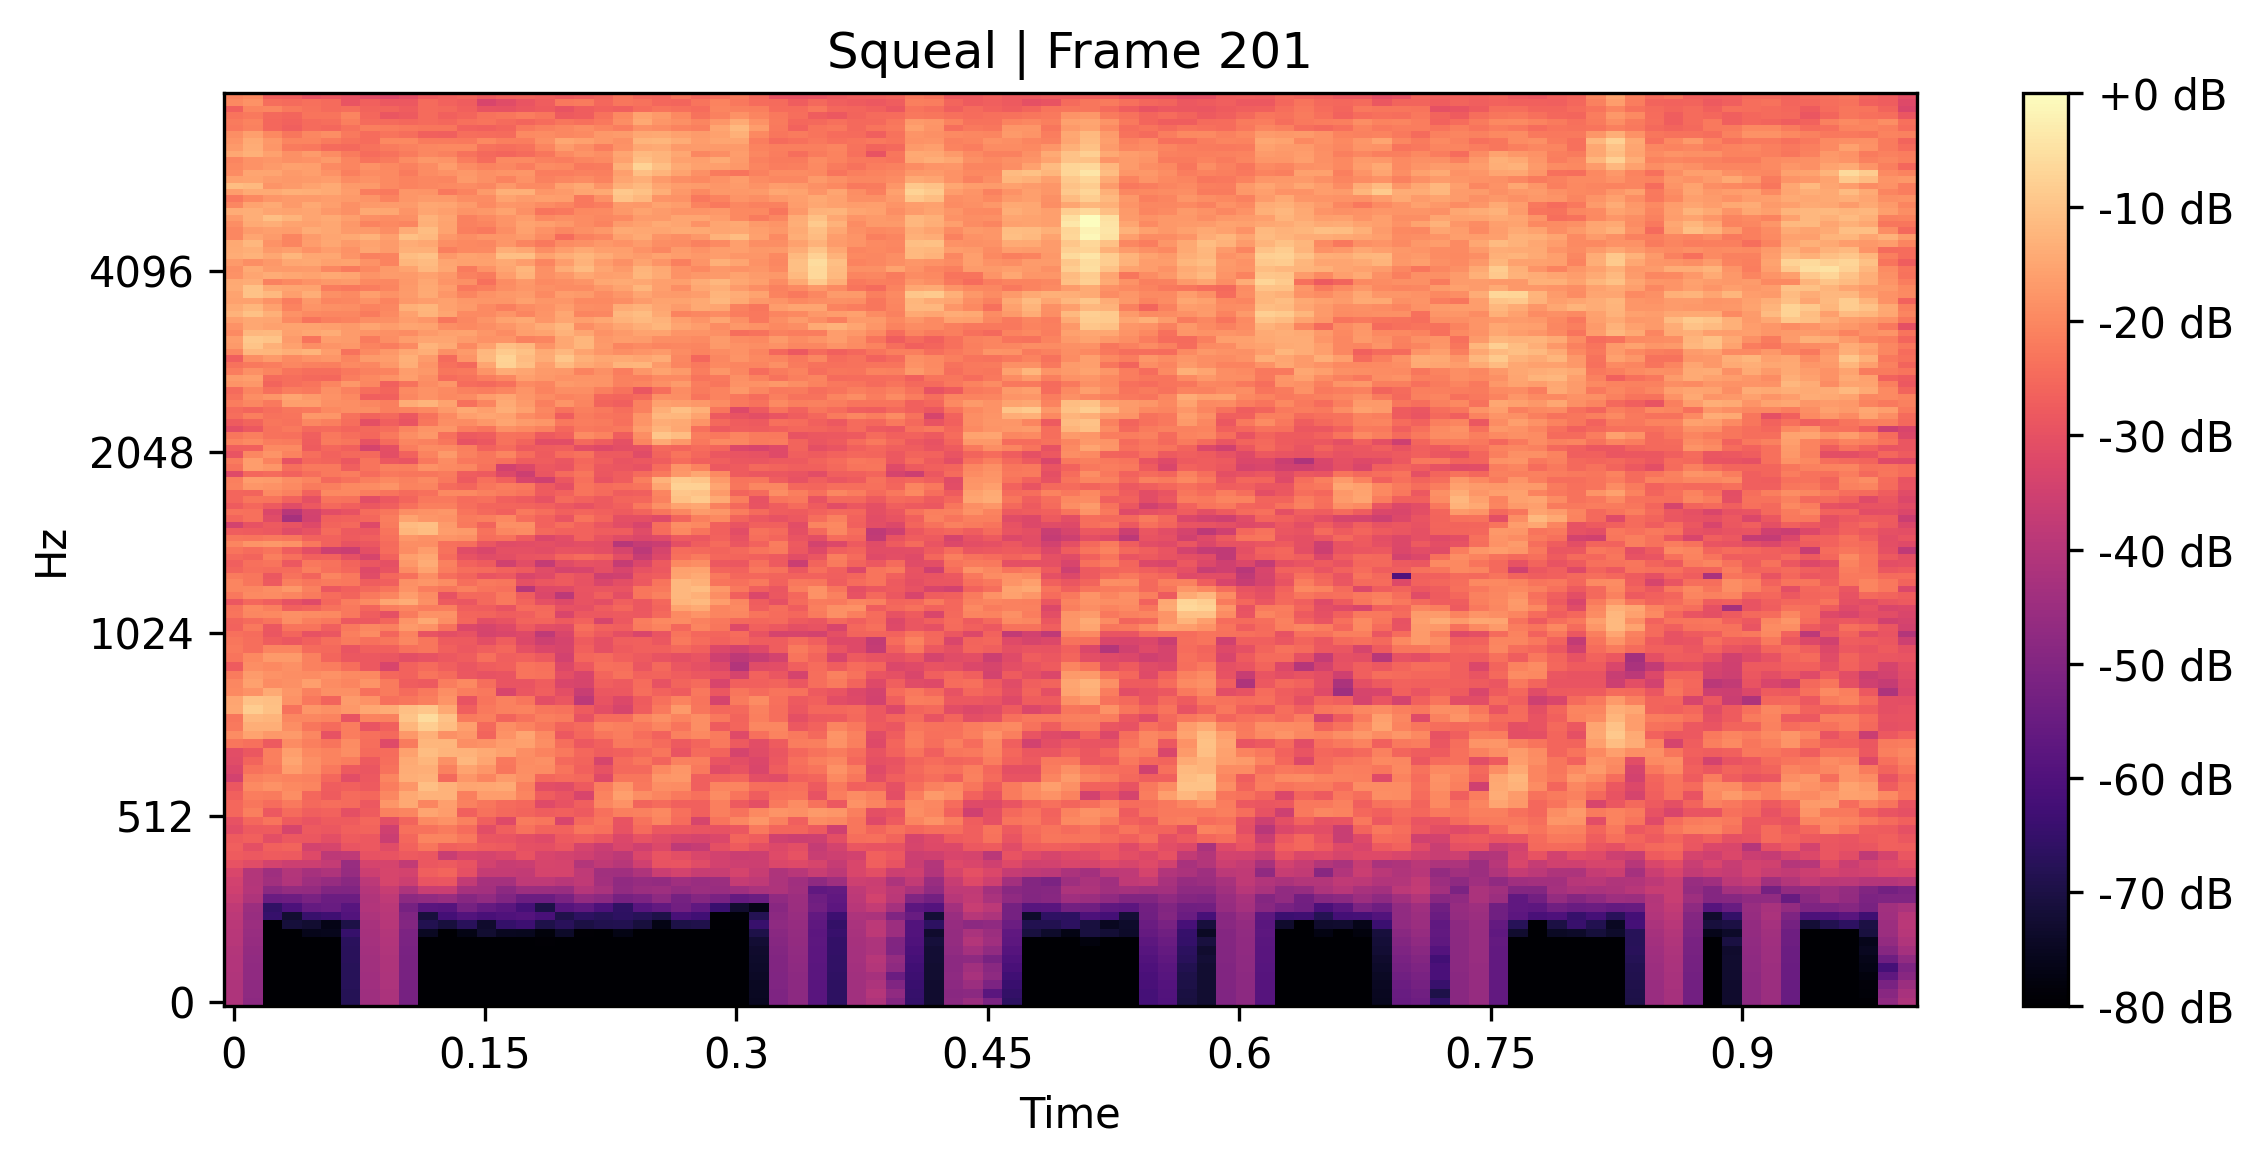 Squeal | Frame 201
+0 dB
-10 dB
-20 dB
-30 dB
-40 dB
-50 dB
-60 dB
-70 dB
-80 dB
4096
2048
1024
512
0
Hz
0 0.15 0.3 0.45 0.6 0.75 0.9
Time